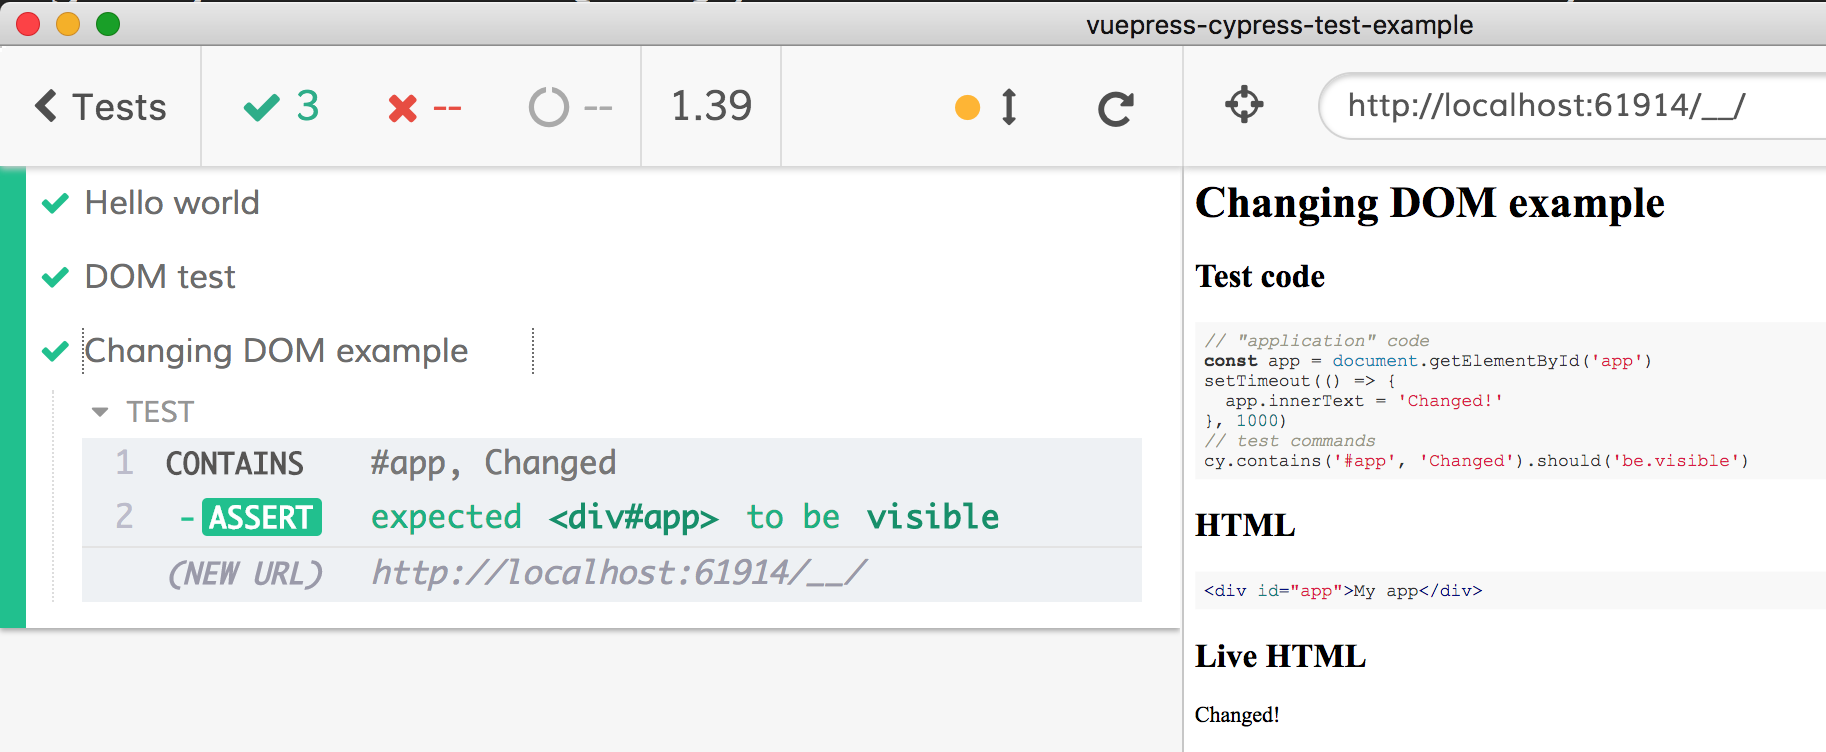 vuepress-cypress-test-example
Tests 3 -- -- 1.39
http://localhost:61914/__/
Hello world
DOM test
Changing DOM example
TEST
1 CONTAINS #app, Changed
2 -ASSERT expected <div#app> to be visible
(NEW URL) http://localhost:61914/__/
Changing DOM example
Test code
// "application" code
const app = document.getElementById('app')
setTimeout(() => {
  app.innerText = 'Changed!'
}, 1000)
// test commands
cy.contains('#app', 'Changed').should('be.visible')
HTML
<div id="app">My app</div>
Live HTML
Changed!